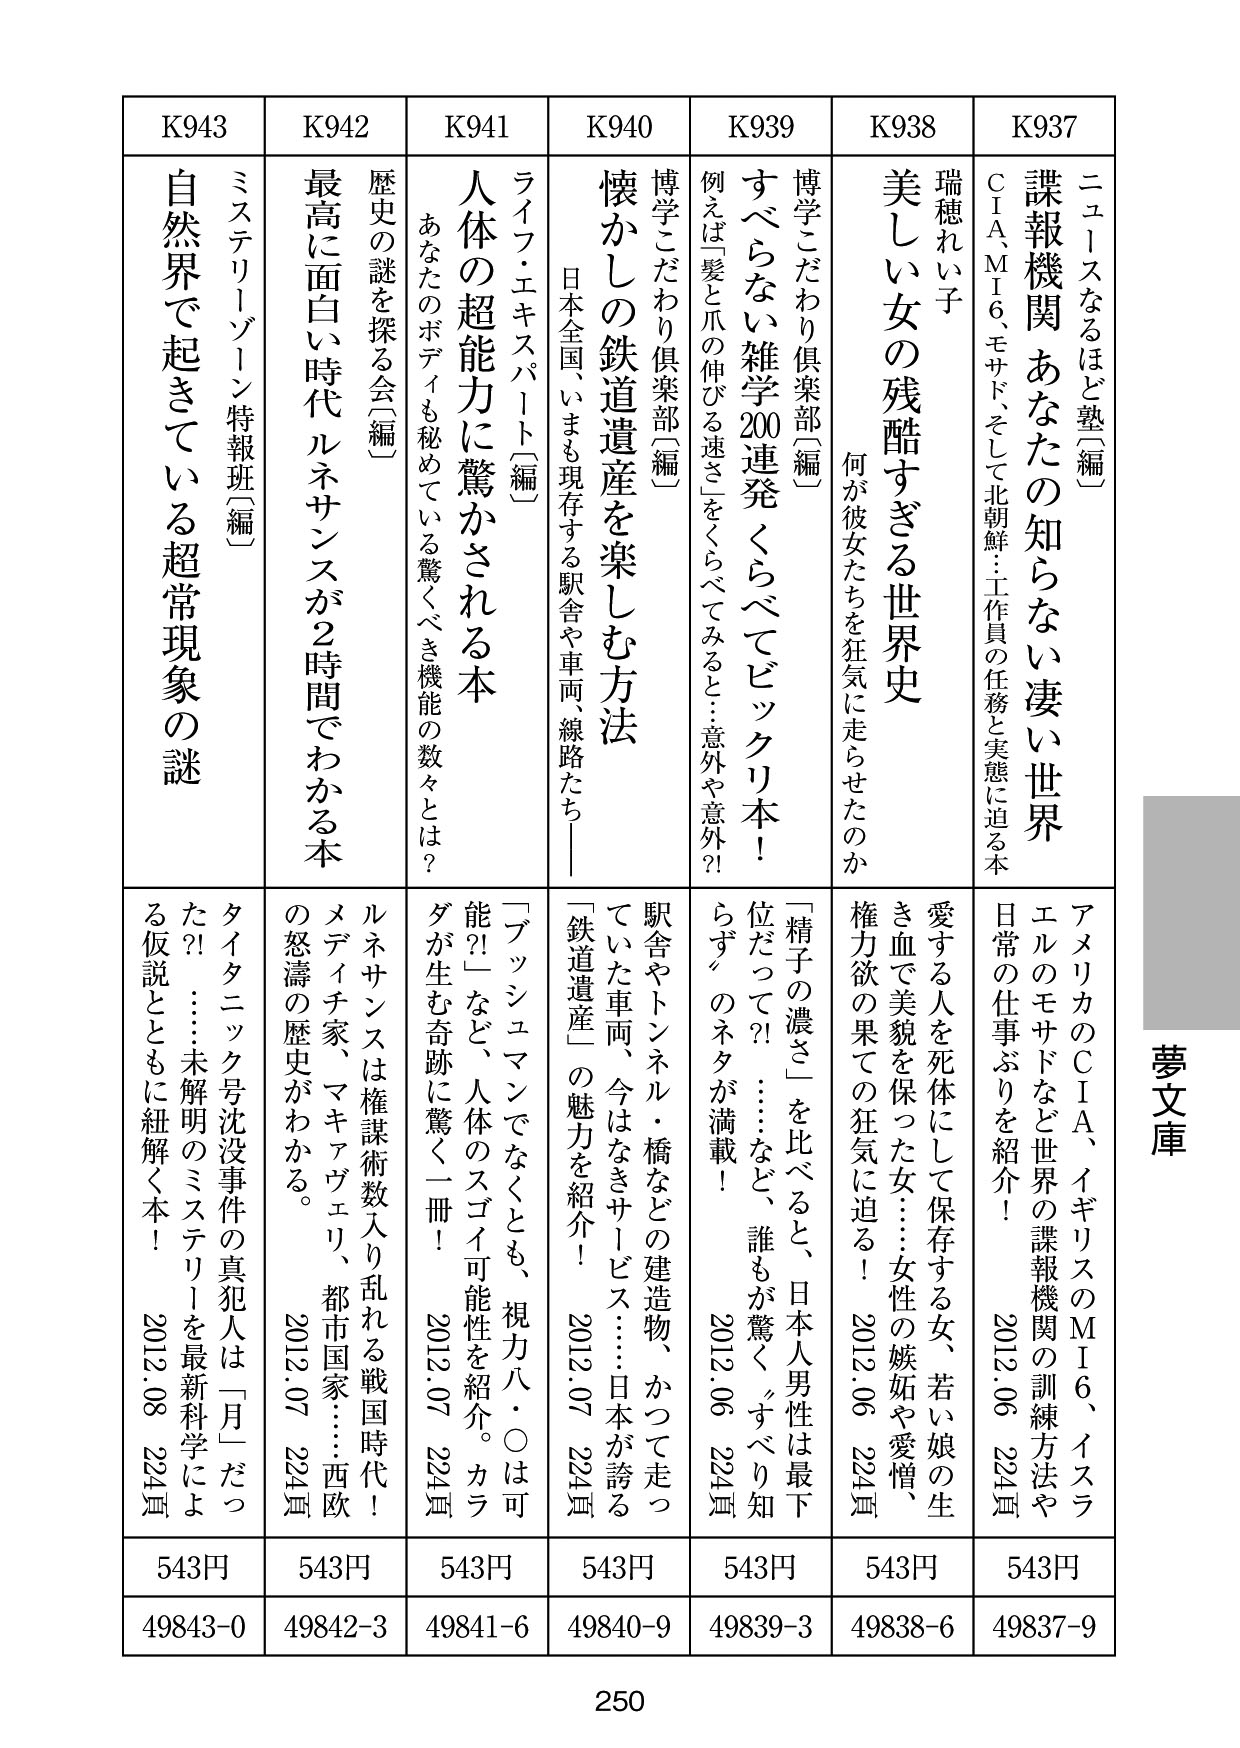 K937
ニュースなるほど塾〔編〕
諜報機関 あなたの知らない凄い世界
CIA、MI6、モサド、そして北朝鮮…工作員の任務と実態に迫る本
アメリカのCIA、イギリスのMI6、イスラ
エルのモサドなど世界の諜報機関の訓練方法や
日常の仕事ぶりを紹介! 2012.06 224頁
543円
49837-9
K938
瑞穂れい子
美しい女の残酷すぎる世界史
何が彼女たちを狂気に走らせたのか
愛する人を死体にして保存する女、若い娘の生
き血で美貌を保った女……女性の嫉妬や愛憎、
権力欲の果ての狂気に迫る! 2012.06 224頁
543円
49838-6
K939
博学こだわり倶楽部〔編〕
すべらない雑学200連発 くらべてビックリ本!
例えば「髪と爪の伸びる速さ」をくらべてみると…意外や意外?!
「精子の濃さ」を比べると、日本人男性は最下
位だって?! ……など、誰もが驚く〝すべり知
らず〟のネタが満載! 2012.06 224頁
543円
49839-3
K940
博学こだわり倶楽部〔編〕
懐かしの鉄道遺産を楽しむ方法
日本全国、いまも現存する駅舎や車両、線路たち――
駅舎やトンネル・橋などの建造物、かつて走っ
ていた車両、今はなきサービス……日本が誇る
「鉄道遺産」の魅力を紹介! 2012.07 224頁
543円
49840-9
K941
ライフ・エキスパート〔編〕
人体の超能力に驚かされる本
あなたのボディも秘めている驚くべき機能の数々とは?
「ブッシュマンでなくとも、視力八・〇は可
能?!」など、人体のスゴイ可能性を紹介。カラ
ダが生む奇跡に驚く一冊! 2012.07 224頁
543円
49841-6
K942
歴史の謎を探る会〔編〕
最高に面白い時代 ルネサンスが2時間でわかる本
ルネサンスは権謀術数入り乱れる戦国時代!
メディチ家、マキァヴェリ、都市国家……西欧
の怒濤の歴史がわかる。 2012.07 224頁
543円
49842-3
K943
ミステリーゾーン特報班〔編〕
自然界で起きている超常現象の謎
タイタニック号沈没事件の真犯人は「月」だっ
た?! ……未解明のミステリーを最新科学によ
る仮説とともに紐解く本! 2012.08 224頁
543円
49843-0
夢文庫
250